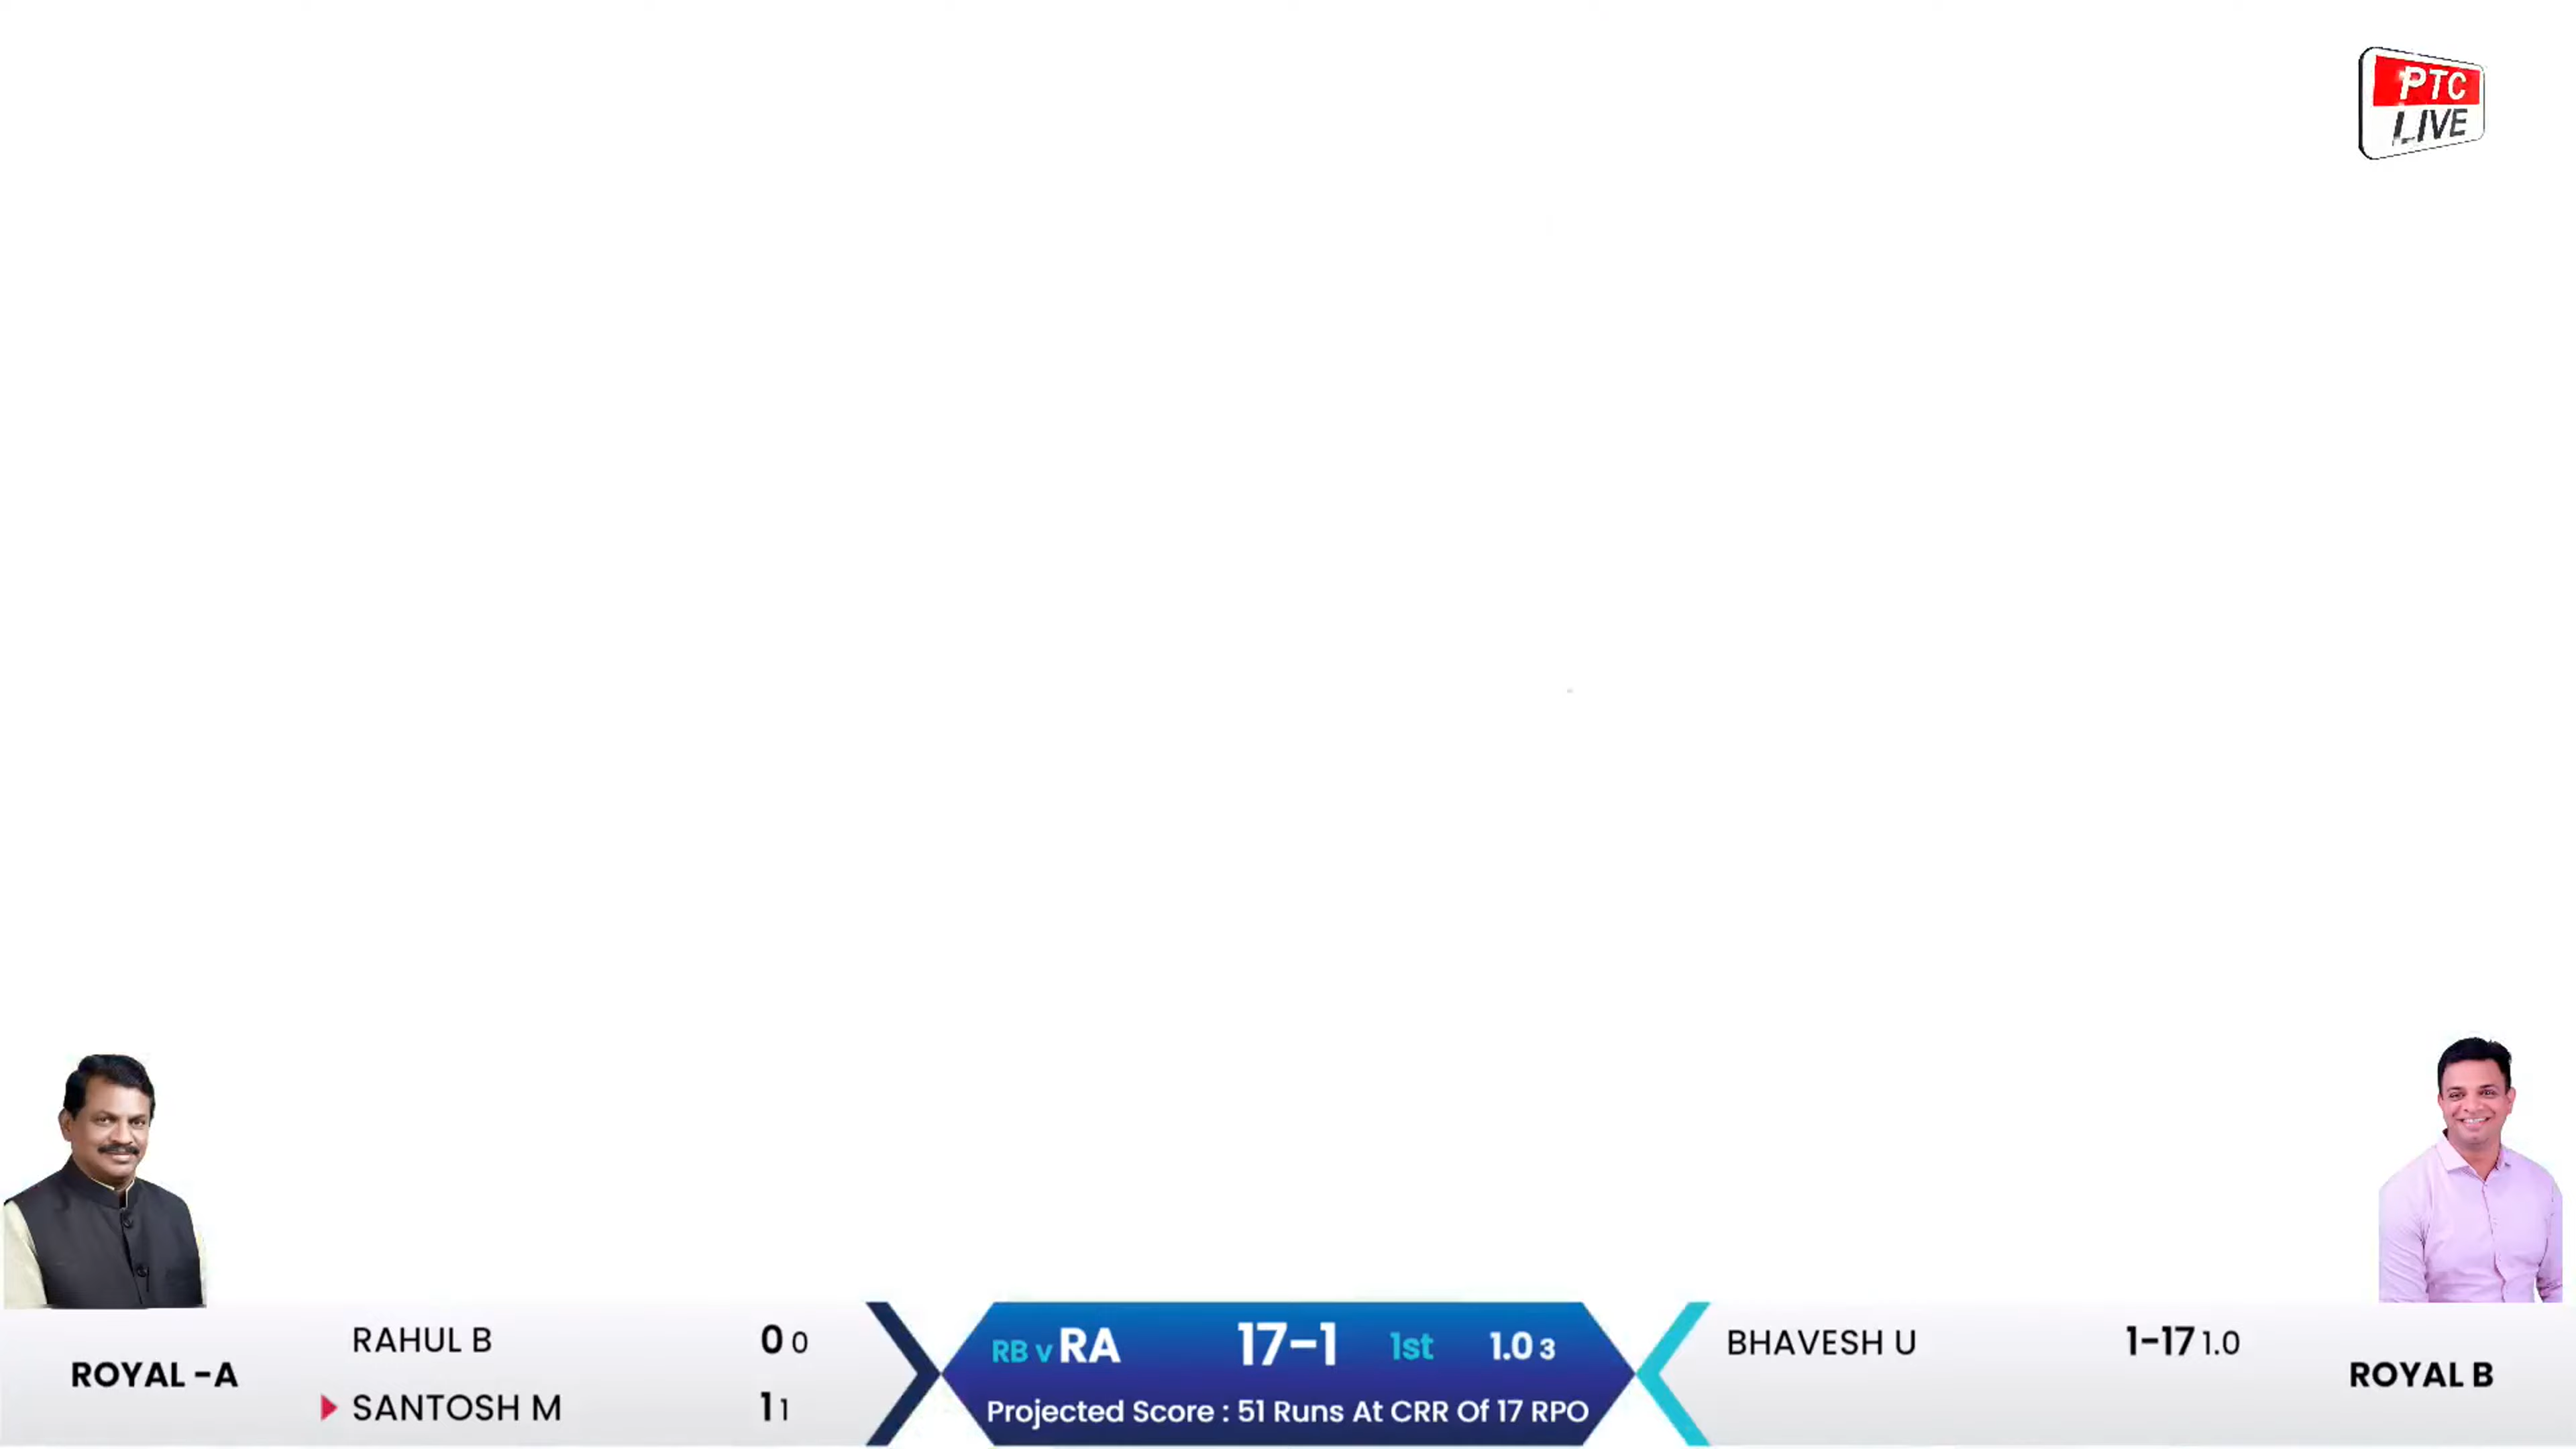 PTC
LIVE
ROYAL -A
RAHUL B 0 0
SANTOSH M 1 1
RB v RA 17-1 1st 1.0 3
Projected Score : 51 Runs At CRR Of 17 RPO
BHAVESH U 1-17 1.0
ROYAL B